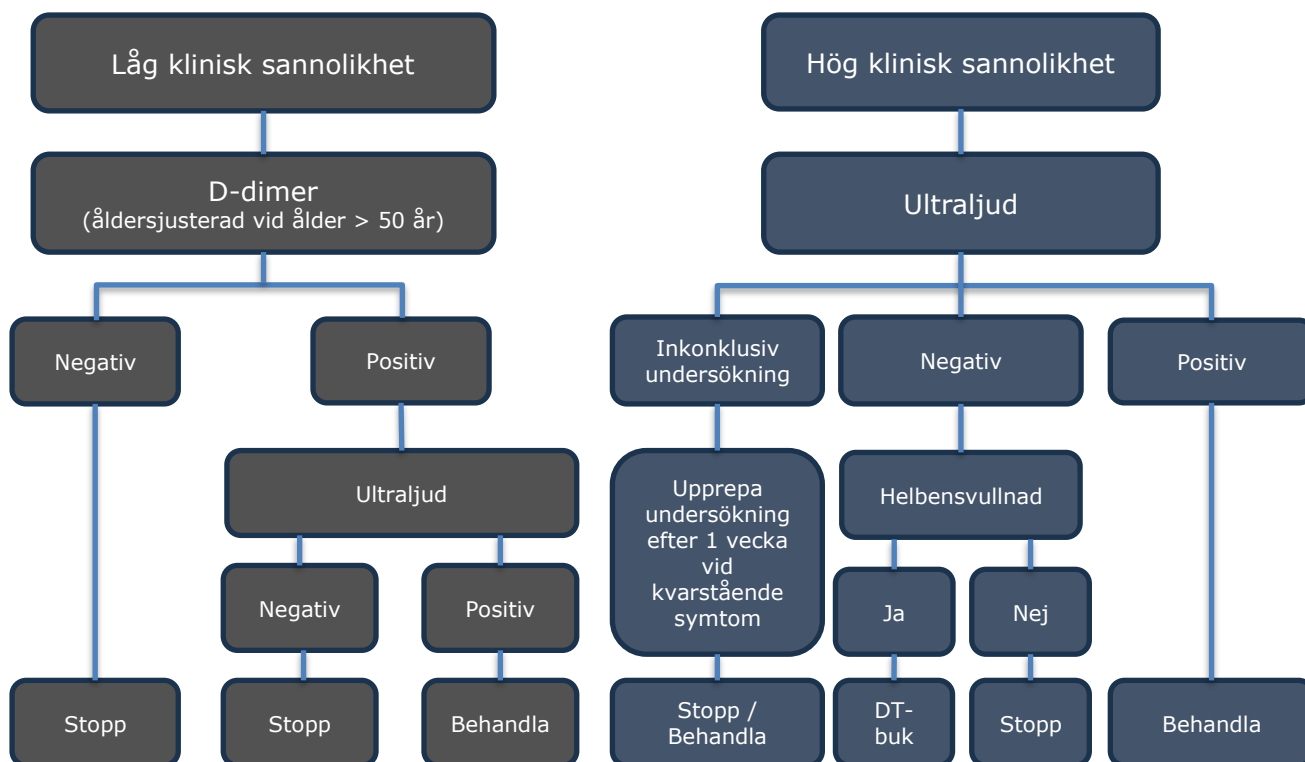 Låg klinisk sannolikhet
D-dimer
(åldersjusterad vid ålder > 50 år)
Negativ
Positiv
Ultraljud
Negativ
Positiv
Stopp
Stopp
Behandla
Hög klinisk sannolikhet
Ultraljud
Inkonklusiv
undersökning
Negativ
Positiv
Upprepa
undersökning
efter 1 vecka
vid
kvarstående
symtom
Helbensvullnad
Ja
Nej
Stopp /
Behandla
DT-
buk
Stopp
Behandla